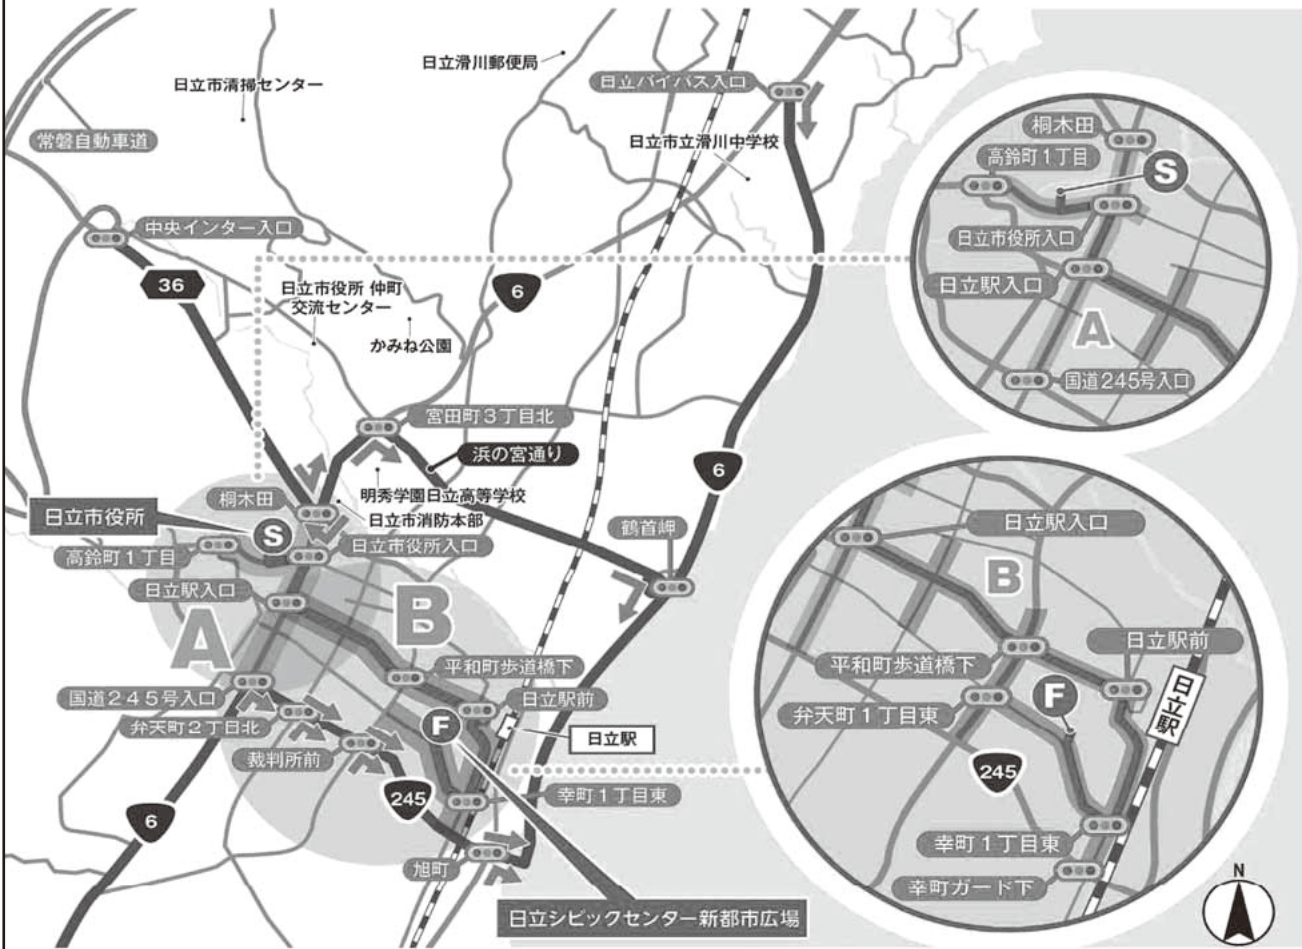 日立滑川郵便局
日立市清掃センター
日立バイパス入口
常磐自動車道
日立市立滑川中学校
中央インター入口
36
6
日立市役所 仲町
交流センター
かみね公園
宮田町3丁目北
浜の宮通り
6
桐木田
明秀学園日立高等学校
日立市消防本部
日立市役所
S
鶴首岬
高鈴町1丁目
日立市役所入口
日立駅入口
A
B
平和町歩道橋下
国道245号入口
日立駅前
弁天町2丁目北
F
日立駅
裁判所前
245
幸町1丁目東
6
旭町
日立シビックセンター新都市広場
桐木田
高鈴町1丁目
S
日立市役所入口
日立駅入口
A
国道245号入口
日立駅入口
B
日立駅前
平和町歩道橋下
F
日立駅
弁天町1丁目東
245
幸町1丁目東
幸町ガード下
N